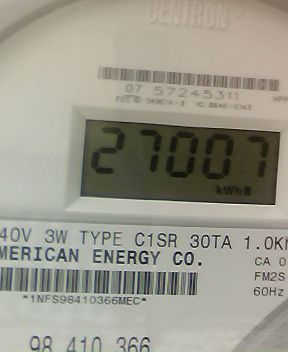 CENTRON
07 57245311
27007
kWh
40V 3W TYPE C1SR 30TA 1.0K
MERICAN ENERGY CO.
CA 0
*1NFS98410366MEC*
FM2S
60Hz
98 410 366